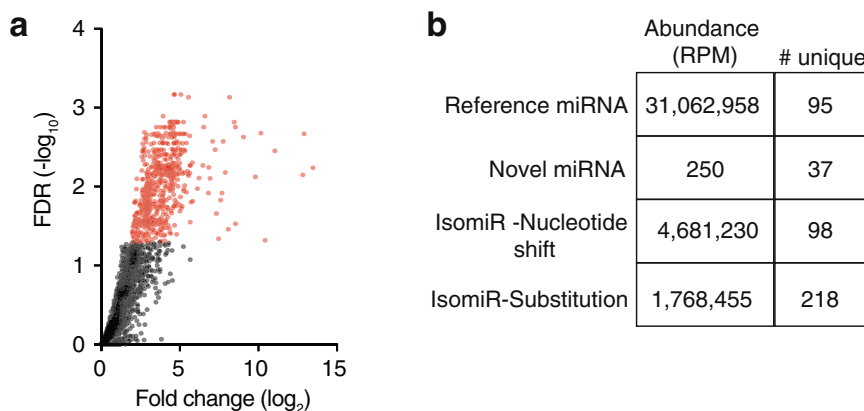 a
4
3
2
1
0
FDR (-log10)
0 5 10 15
Fold change (log2)
b
Abundance
(RPM) # unique
Reference miRNA 31,062,958 95
Novel miRNA 250 37
IsomiR -Nucleotide
shift 4,681,230 98
IsomiR-Substitution 1,768,455 218